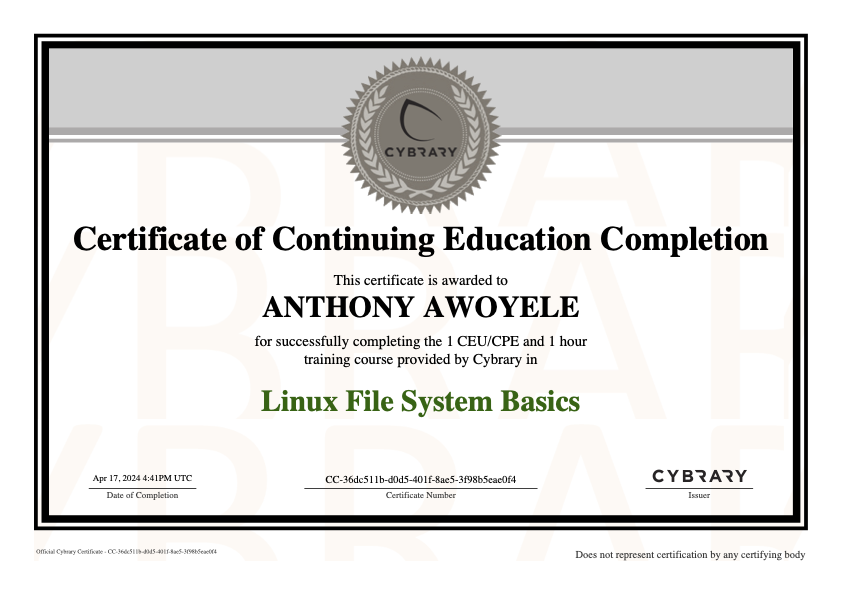 CYBRARY
Certificate of Continuing Education Completion
This certificate is awarded to
ANTHONY AWOYELE
for successfully completing the 1 CEU/CPE and 1 hour
training course provided by Cybrary in
Linux File System Basics
Apr 17, 2024 4:41PM UTC
Date of Completion
CC-36dc511b-d0d5-401f-8ae5-3f98b5eae0f4
Certificate Number
CYBRARY
Issuer
Official Cybrary Certificate - CC-36dc511b-d0d5-401f-8ae5-3f98b5eae0f4
Does not represent certification by any certifying body